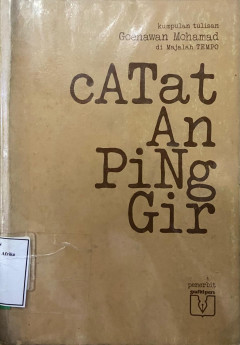 kumpulan tulisan
Goenawan Mohamad
di Majalah TEMPO
cATat
An
PiNg
Gir
penerbit